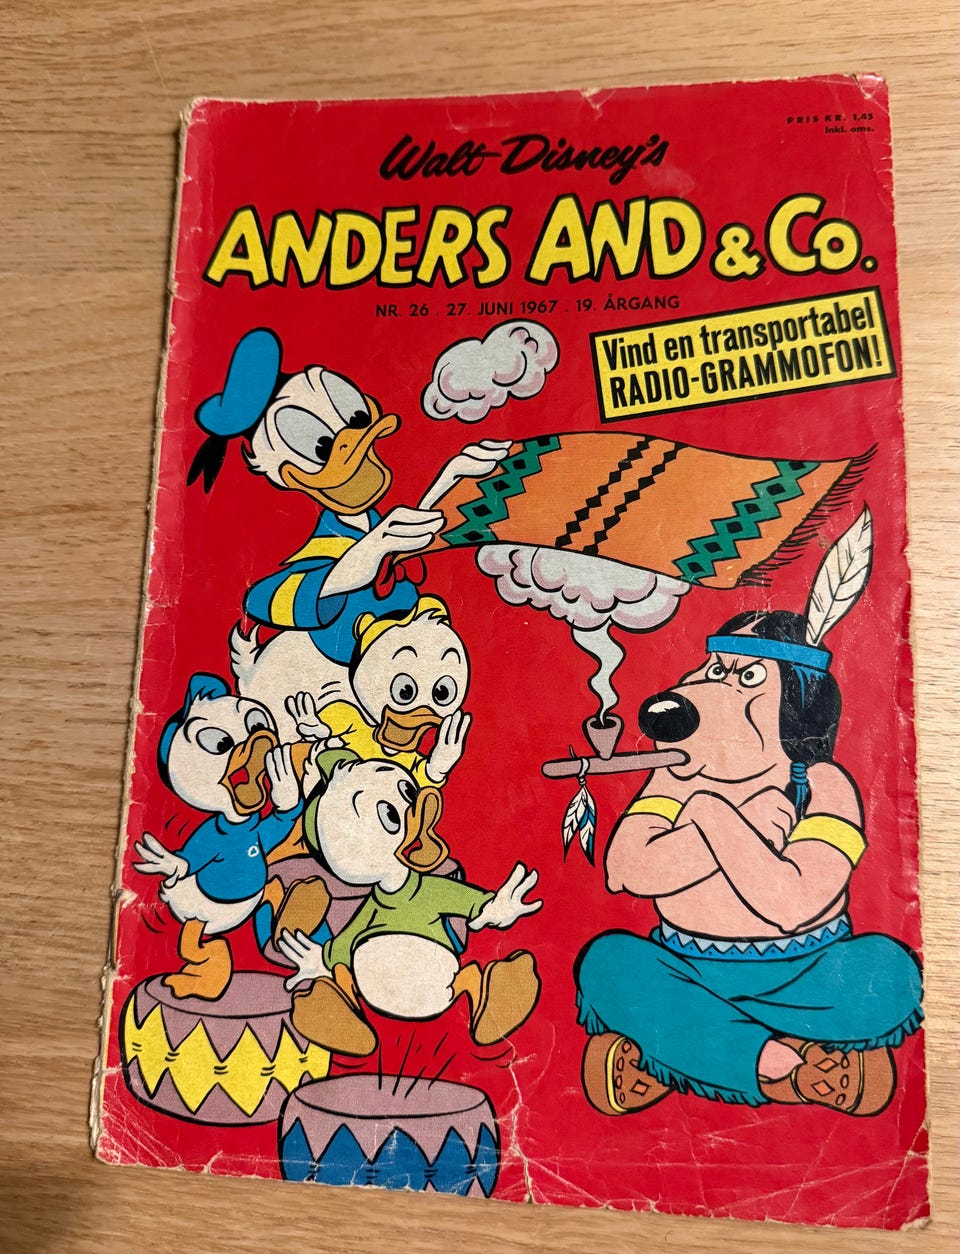 PRIS KR. 1,45
inkl. oms.
Walt Disney's
ANDERS AND & Co.
NR. 26 . 27. JUNI 1967 . 19. ÅRGANG
Vind en transportabel
RADIO-GRAMMOFON!